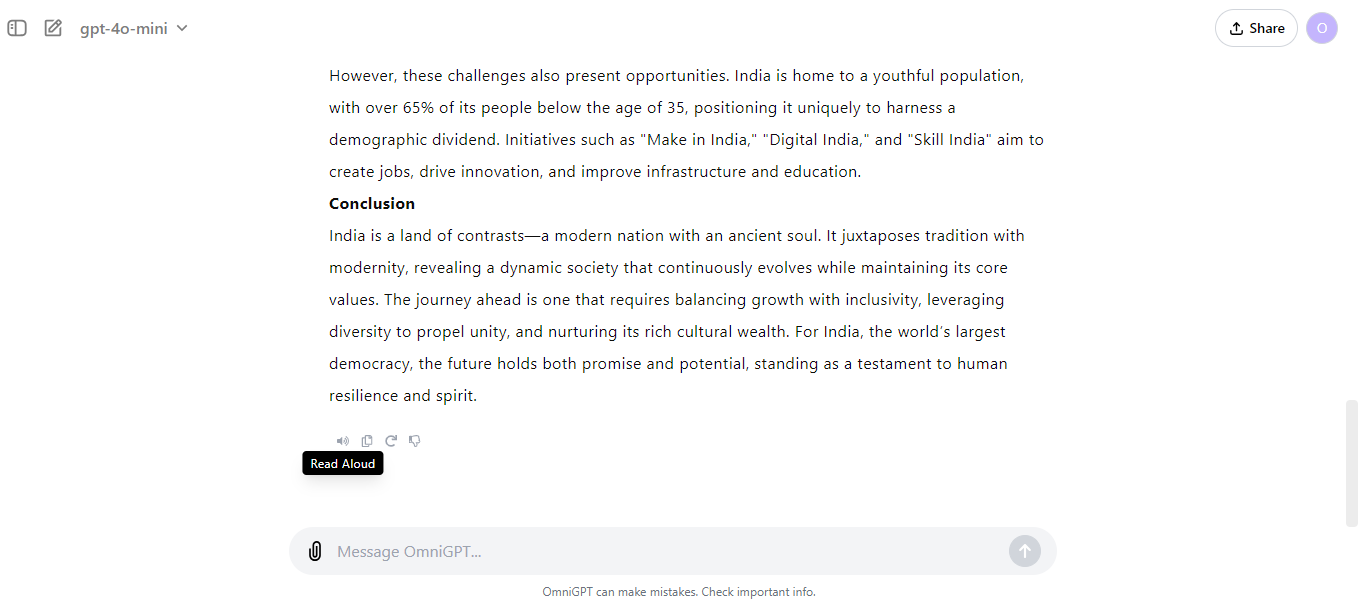 gpt-4o-mini
Share
O
However, these challenges also present opportunities. India is home to a youthful population,
with over 65% of its people below the age of 35, positioning it uniquely to harness a
demographic dividend. Initiatives such as "Make in India," "Digital India," and "Skill India" aim to
create jobs, drive innovation, and improve infrastructure and education.
Conclusion
India is a land of contrasts—a modern nation with an ancient soul. It juxtaposes tradition with
modernity, revealing a dynamic society that continuously evolves while maintaining its core
values. The journey ahead is one that requires balancing growth with inclusivity, leveraging
diversity to propel unity, and nurturing its rich cultural wealth. For India, the world's largest
democracy, the future holds both promise and potential, standing as a testament to human
resilience and spirit.
Read Aloud
Message OmniGPT...
OmniGPT can make mistakes. Check important info.